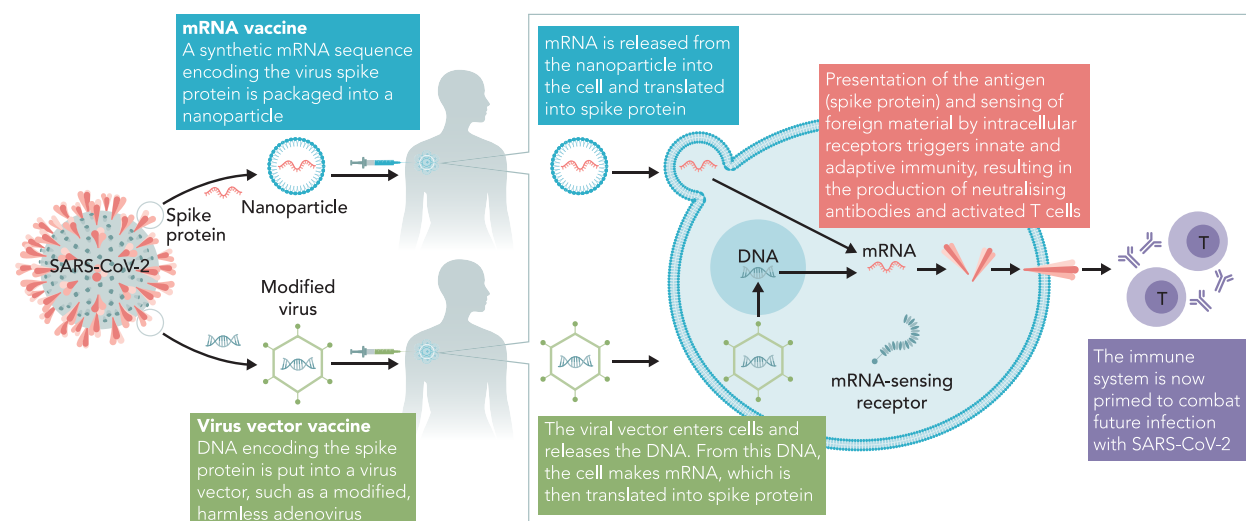 mRNA vaccine
A synthetic mRNA sequence
encoding the virus spike
protein is packaged into a
nanoparticle
mRNA is released from
the nanoparticle into
the cell and translated
into spike protein
Presentation of the antigen
(spike protein) and sensing of
foreign material by intracellular
receptors triggers innate and
adaptive immunity, resulting in
the production of neutralising
antibodies and activated T cells
Spike
protein
Nanoparticle
SARS-CoV-2
DNA
mRNA
T
T
Modified
virus
mRNA-sensing
receptor
The immune
system is now
primed to combat
future infection
with SARS-CoV-2
Virus vector vaccine
DNA encoding the spike
protein is put into a virus
vector, such as a modified,
harmless adenovirus
The viral vector enters cells and
releases the DNA. From this DNA,
the cell makes mRNA, which is
then translated into spike protein